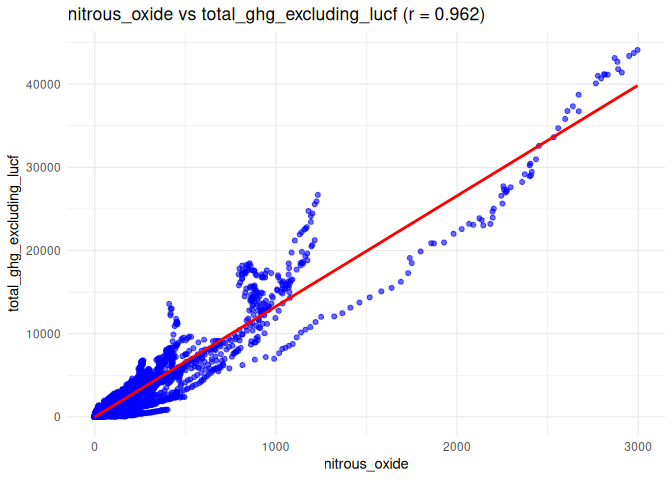 nitrous_oxide vs total_ghg_excluding_lucf (r = 0.962)
total_ghg_excluding_lucf
40000
30000
20000
10000
0
0 1000 2000 3000
nitrous_oxide